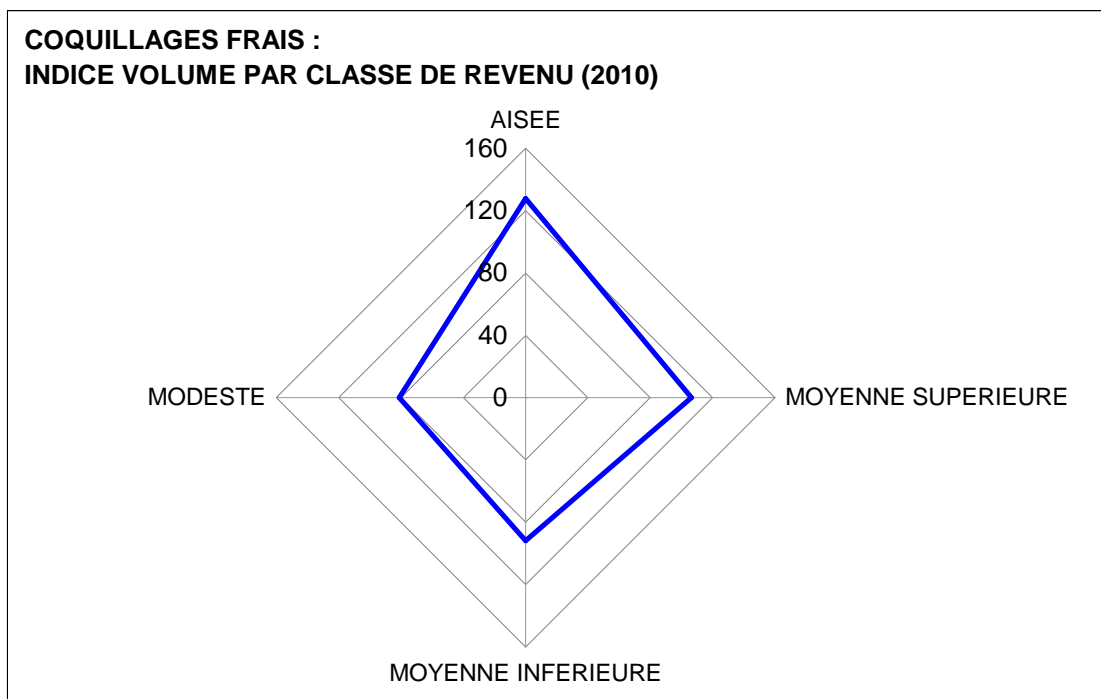 COQUILLAGES FRAIS :
INDICE VOLUME PAR CLASSE DE REVENU (2010)
AISEE
160
120
80
40
MODESTE
0
MOYENNE SUPERIEURE
MOYENNE INFERIEURE